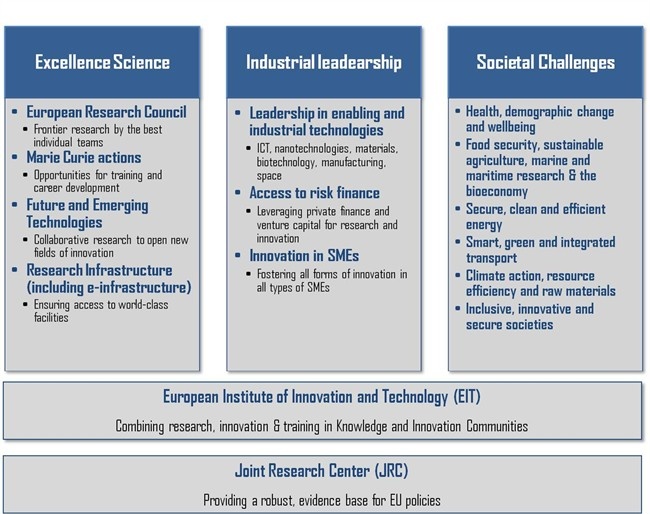 Excellence Science
• European Research Council
▪ Frontier research by the best
individual teams
• Marie Curie actions
▪ Opportunities for training and
career development
• Future and Emerging
Technologies
▪ Collaborative research to open new
fields of innovation
• Research Infrastructure
(including e-infrastructure)
▪ Ensuring access to world-class
facilities
Industrial leadearship
• Leadership in enabling and
industrial technologies
▪ ICT, nanotechnologies, materials,
biotechnology, manufacturing,
space
• Access to risk finance
▪ Leveraging private finance and
venture capital for research and
innovation
• Innovation in SMEs
▪ Fostering all forms of innovation in
all types of SMEs
Societal Challenges
• Health, demographic change
and wellbeing
• Food security, sustainable
agriculture, marine and
maritime research & the
bioeconomy
• Secure, clean and efficient
energy
• Smart, green and integrated
transport
• Climate action, resource
efficiency and raw materials
• Inclusive, innovative and
secure societies
European Institute of Innovation and Technology (EIT)
Combining research, innovation & training in Knowledge and Innovation Communities
Joint Research Center (JRC)
Providing a robust, evidence base for EU policies